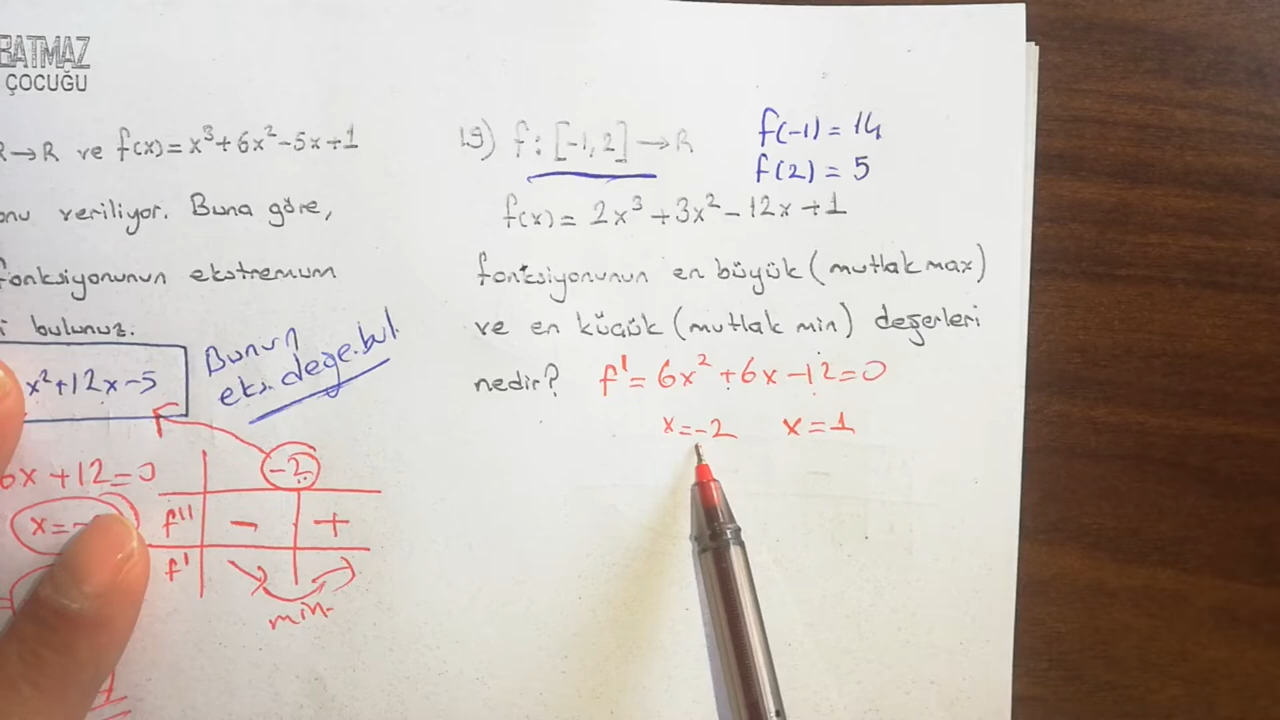 BATMAZ
ÇOCUĞU
R→R ve f(x)=x³+6x²-5x+1
onu veriliyor. Buna göre,
fonksiyonunun ekstremum
i bulunuz.
x²+12x-5
Bunun
eks. değe. bul.
6x+12=0
-2
x=-
f'' - +
f'
min.
19) f: [-1,2]→R
f(-1)=14
f(2)=5
f(x)= 2x³+3x²-12x+1
fonksiyonunun en büyük (mutlak max)
ve en küçük (mutlak min) değerleri
nedir? f'=6x²+6x-12=0
x=-2 x=1